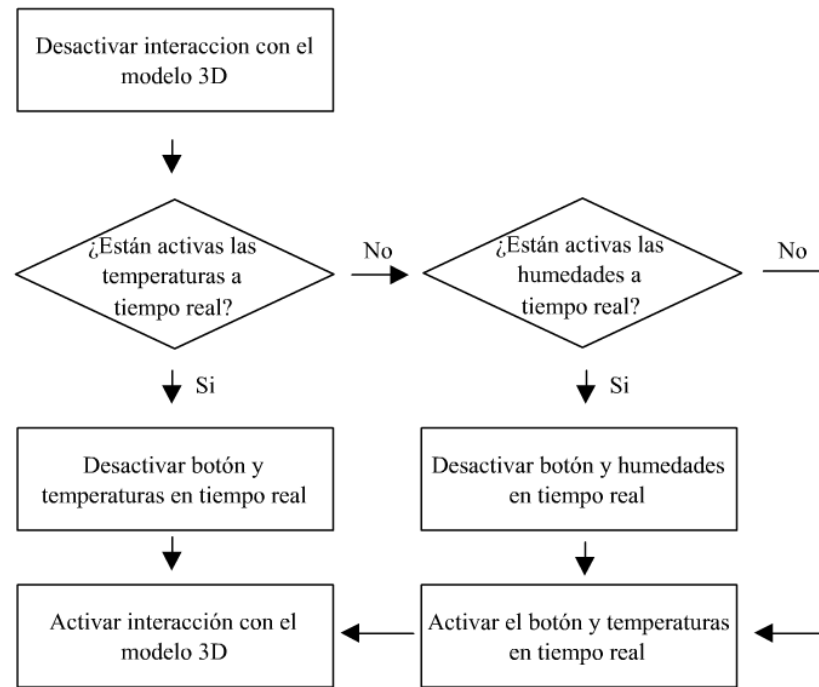 Desactivar interaccion con el
modelo 3D
¿Están activas las
temperaturas a
tiempo real?
No
¿Están activas las
humedades a
tiempo real?
No
Si
Si
Desactivar botón y
temperaturas en tiempo real
Desactivar botón y humedades
en tiempo real
Activar interacción con el
modelo 3D
Activar el botón y temperaturas
en tiempo real